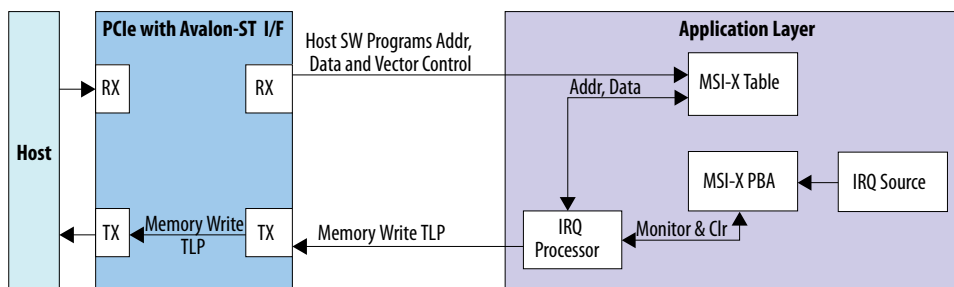 PCIe with Avalon-ST I/F
Application Layer
Host SW Programs Addr,
Data and Vector Control
RX
RX
Addr, Data
MSI-X Table
Host
MSI-X PBA
IRQ Source
TX
Memory Write
TLP
TX
Memory Write TLP
IRQ
Processor
Monitor & Clr